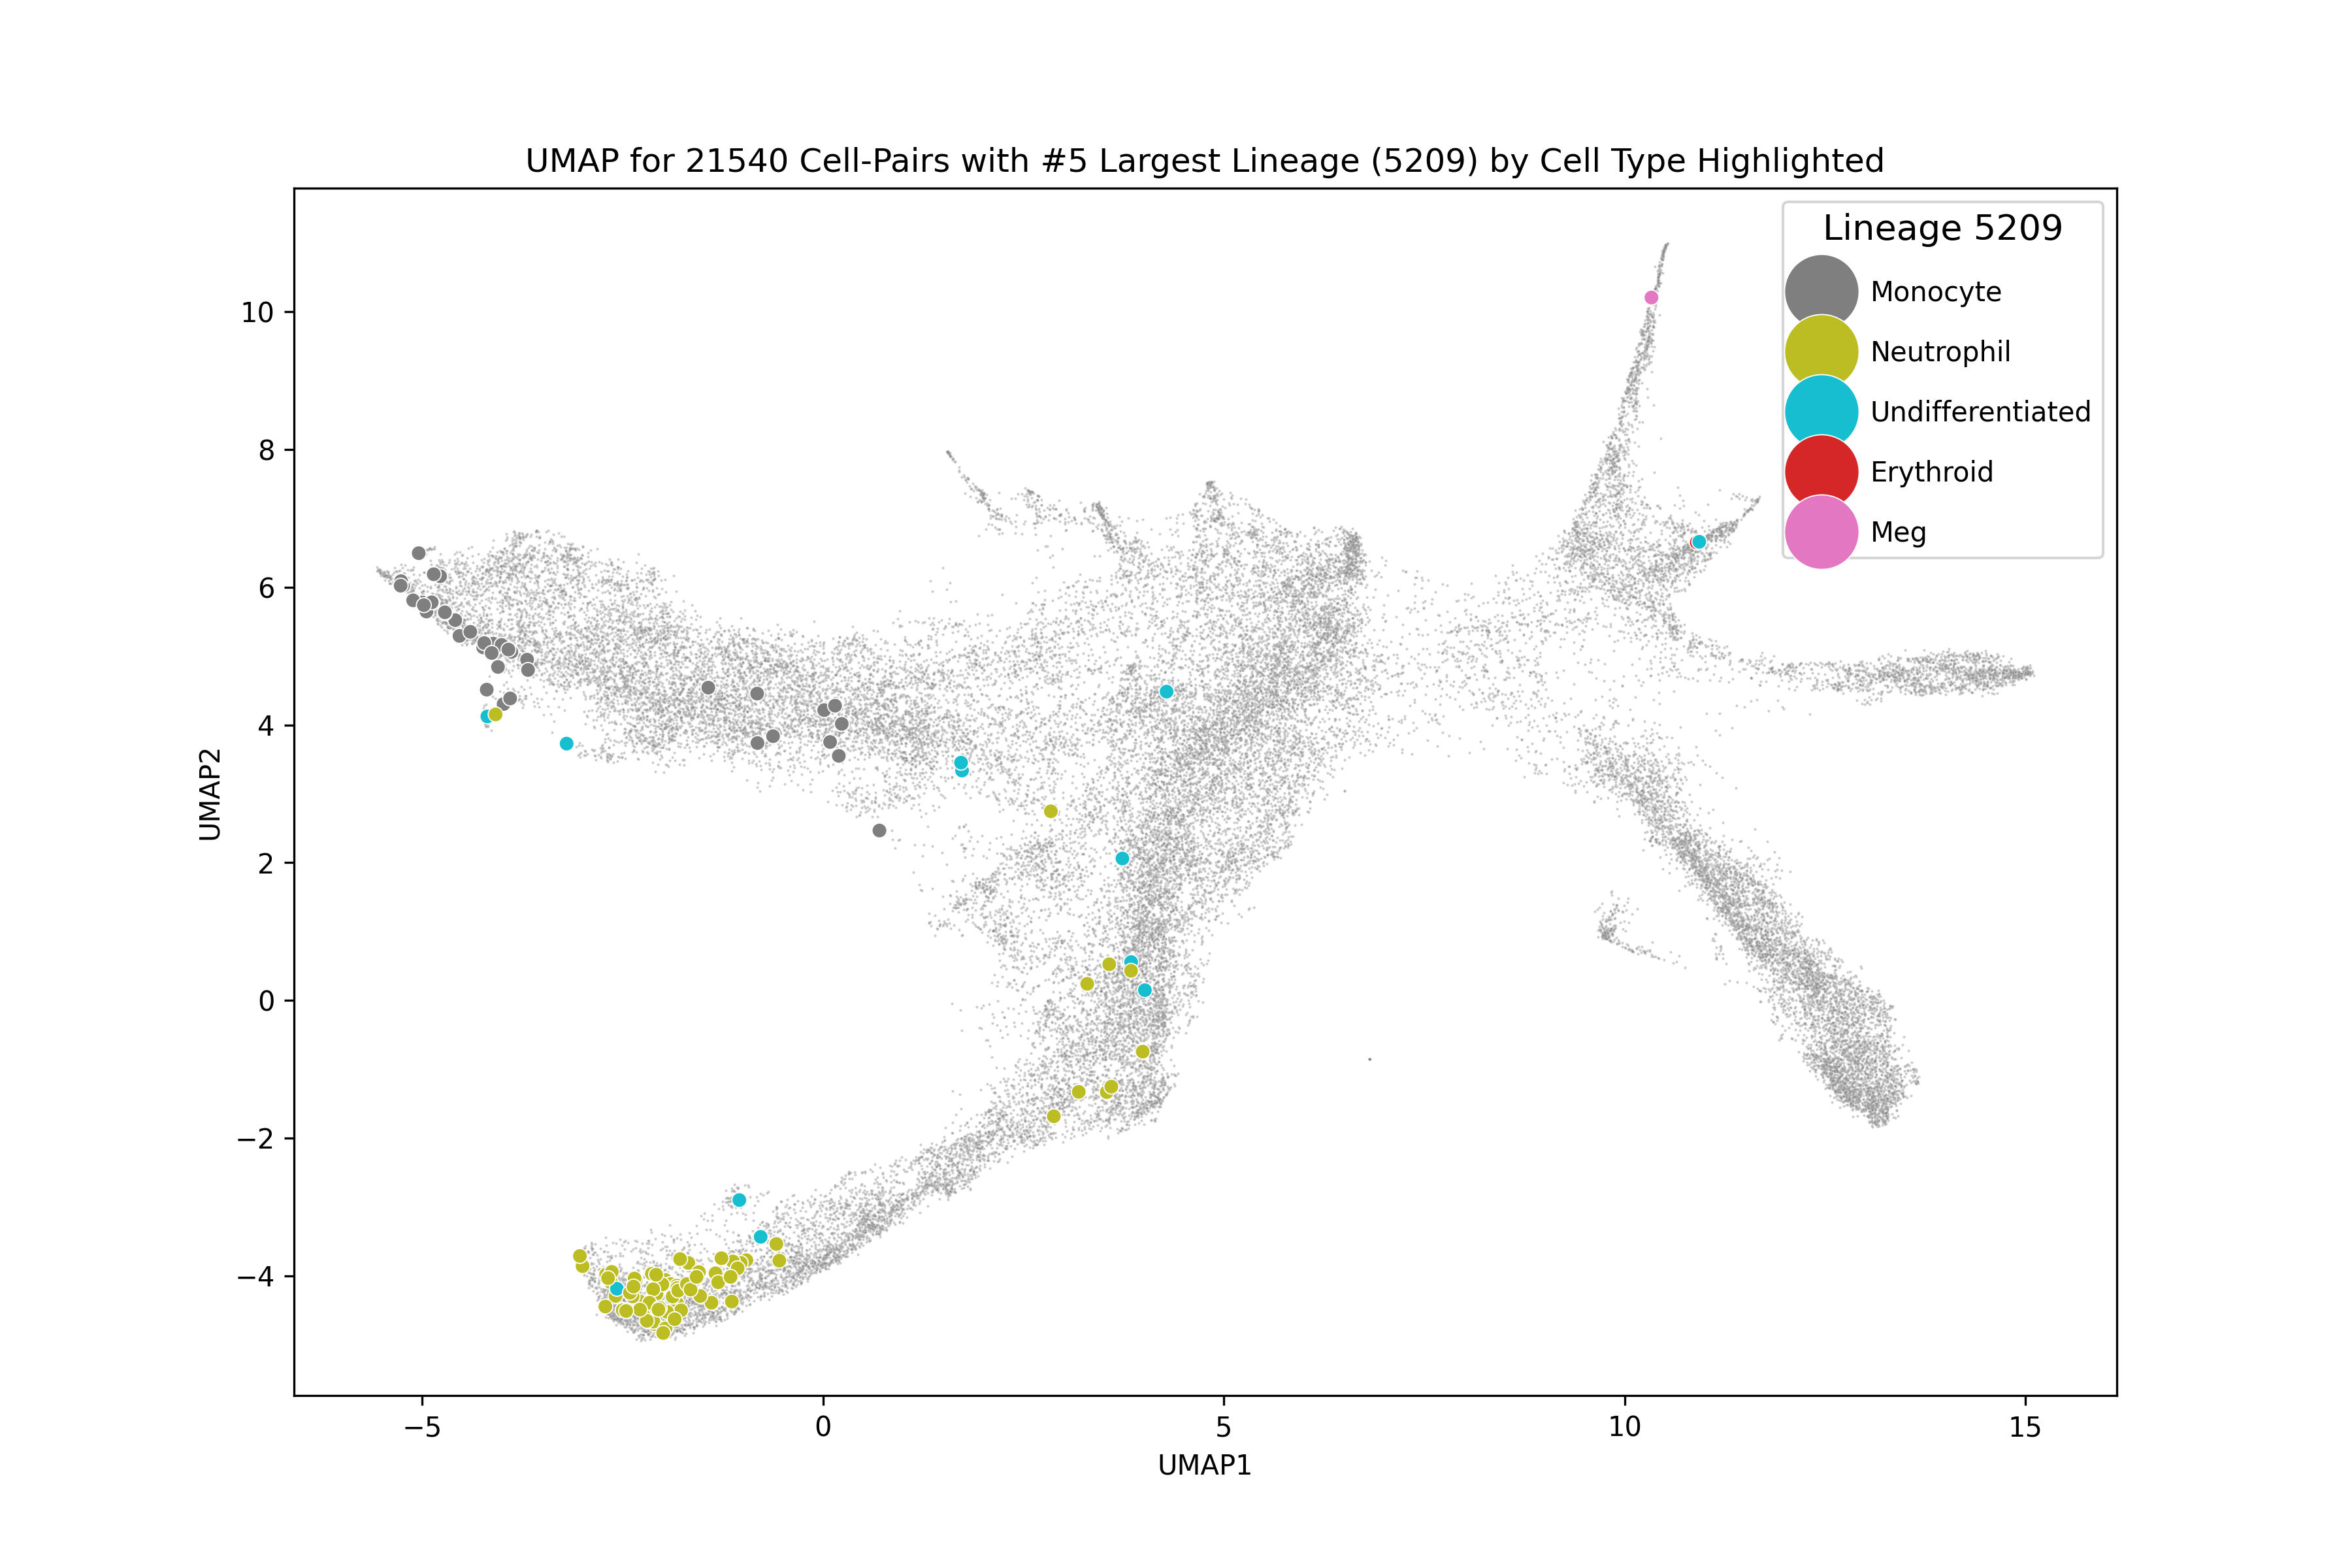 UMAP for 21540 Cell-Pairs with #5 Largest Lineage (5209) by Cell Type Highlighted
Lineage 5209
Monocyte
Neutrophil
Undifferentiated
Erythroid
Meg
10
8
6
4
2
0
−2
−4
UMAP2
−5
0
5
10
15
UMAP1